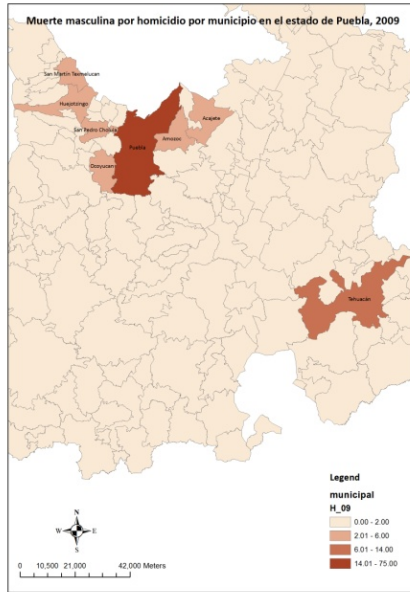 Muerte masculina por homicidio por municipio en el estado de Puebla, 2009
San Martín Texmelucan
Huejotzingo
San Pedro Cholula
Acajete
Puebla
Amozoc
Ocoyucan
Tehuacán
Legend
municipal
H_09
0.00 - 2.00
2.01 - 6.00
6.01 - 14.00
14.01 - 75.00
N
W E
S
0 10,500 21,000 42,000 Meters